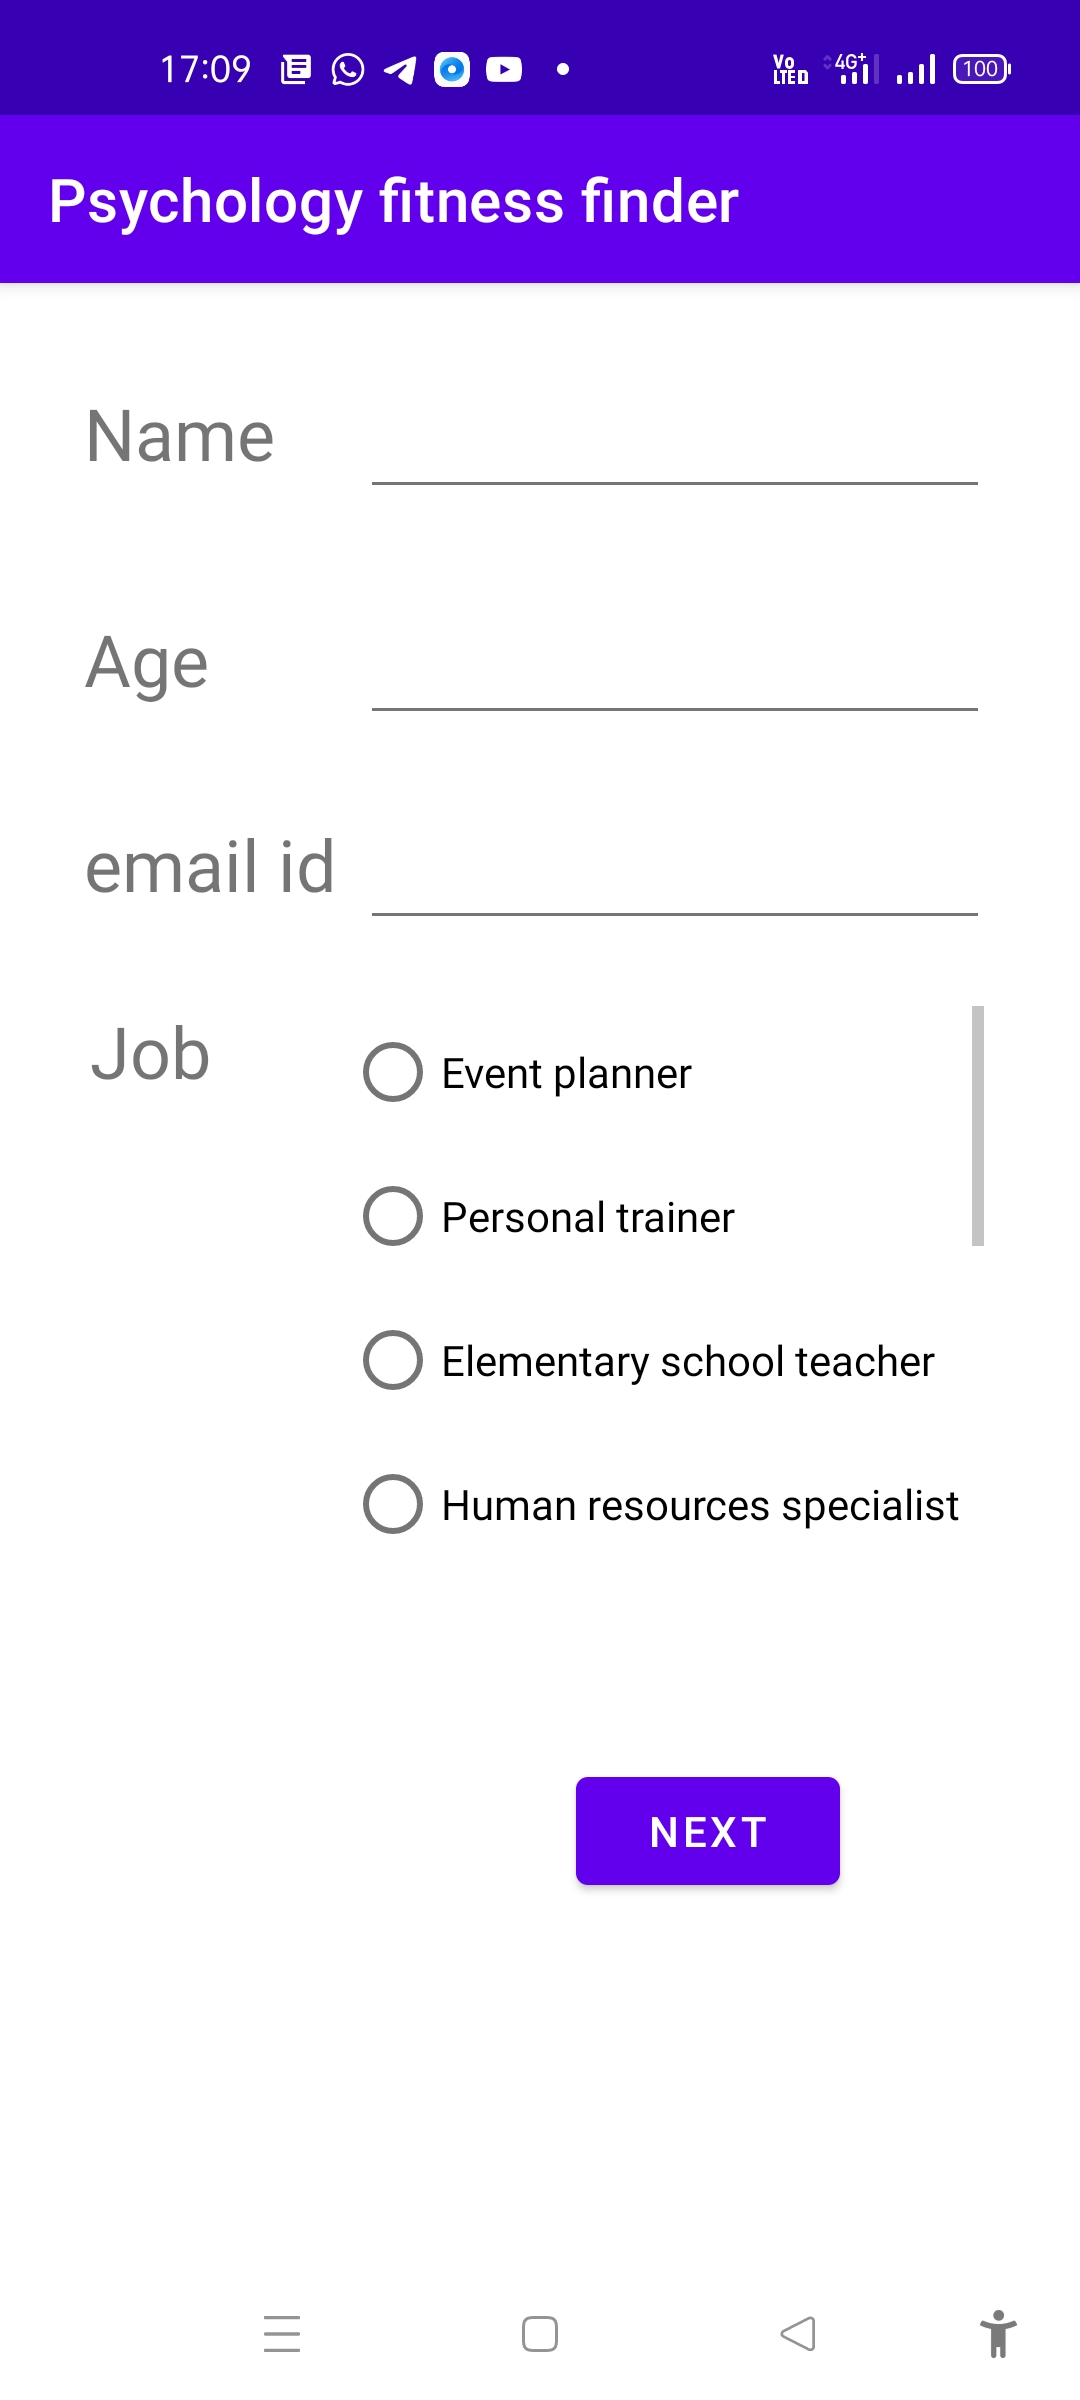 17:09 Vo LTE D 4G+ 100
Psychology fitness finder
Name
Age
email id
Job
Event planner
Personal trainer
Elementary school teacher
Human resources specialist
NEXT